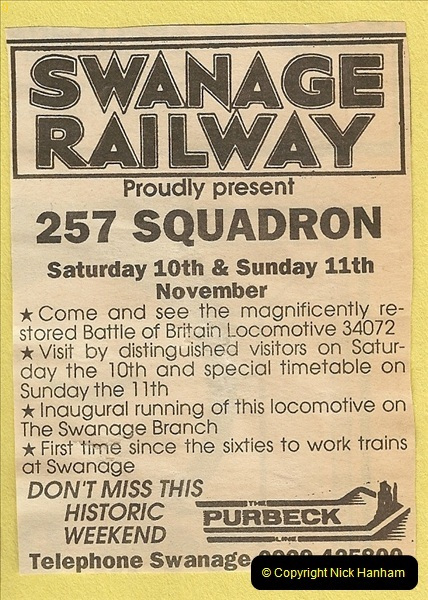 SWANAGE
RAILWAY
Proudly present
257 SQUADRON
Saturday 10th & Sunday 11th
November
★ Come and see the magnificently re-
stored Battle of Britain Locomotive 34072
★ Visit by distinguished visitors on Satur-
day the 10th and special timetable on
Sunday the 11th
★ Inaugural running of this locomotive on
The Swanage Branch
★ First time since the sixties to work trains
at Swanage
DON'T MISS THIS
HISTORIC
WEEKEND
THE
PURBECK
LINE
Telephone Swanage
© Copyright Nick Hanham